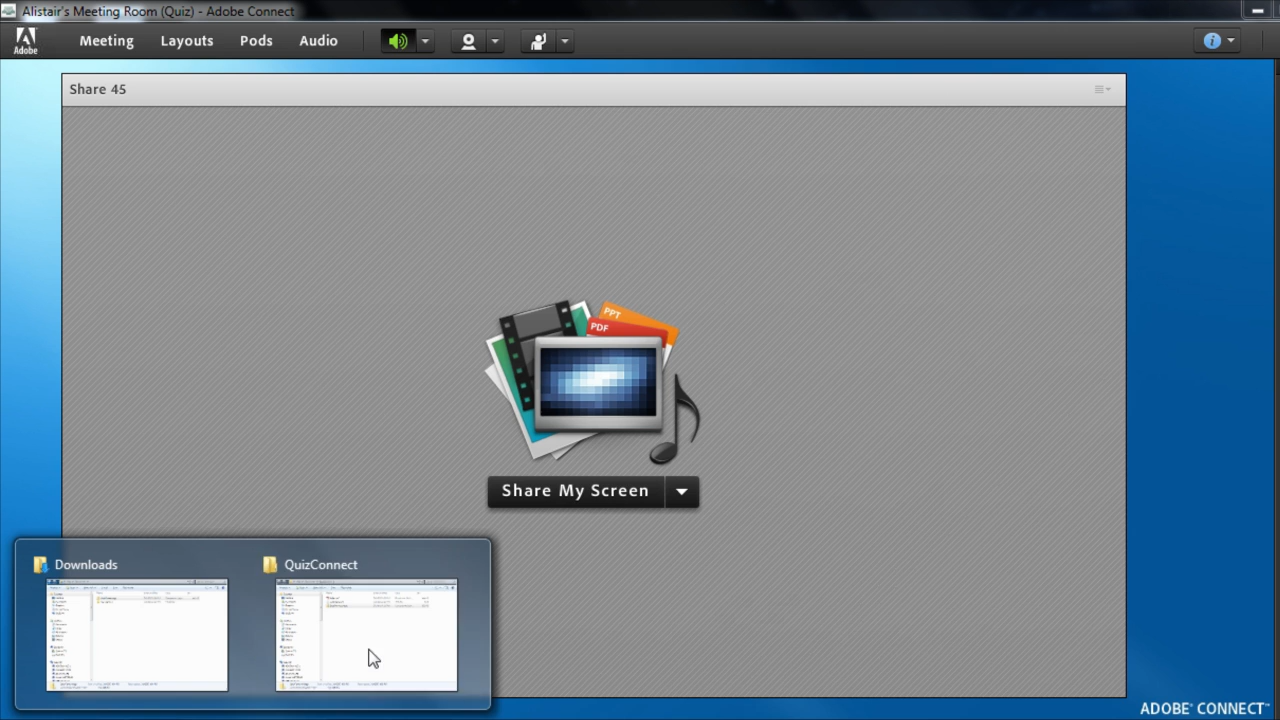 Alistair's Meeting Room (Quiz) - Adobe Connect
Adobe
Meeting Layouts Pods Audio
Share 45
PPT
PDF
Share My Screen
Downloads QuizConnect
ADOBE® CONNECT™